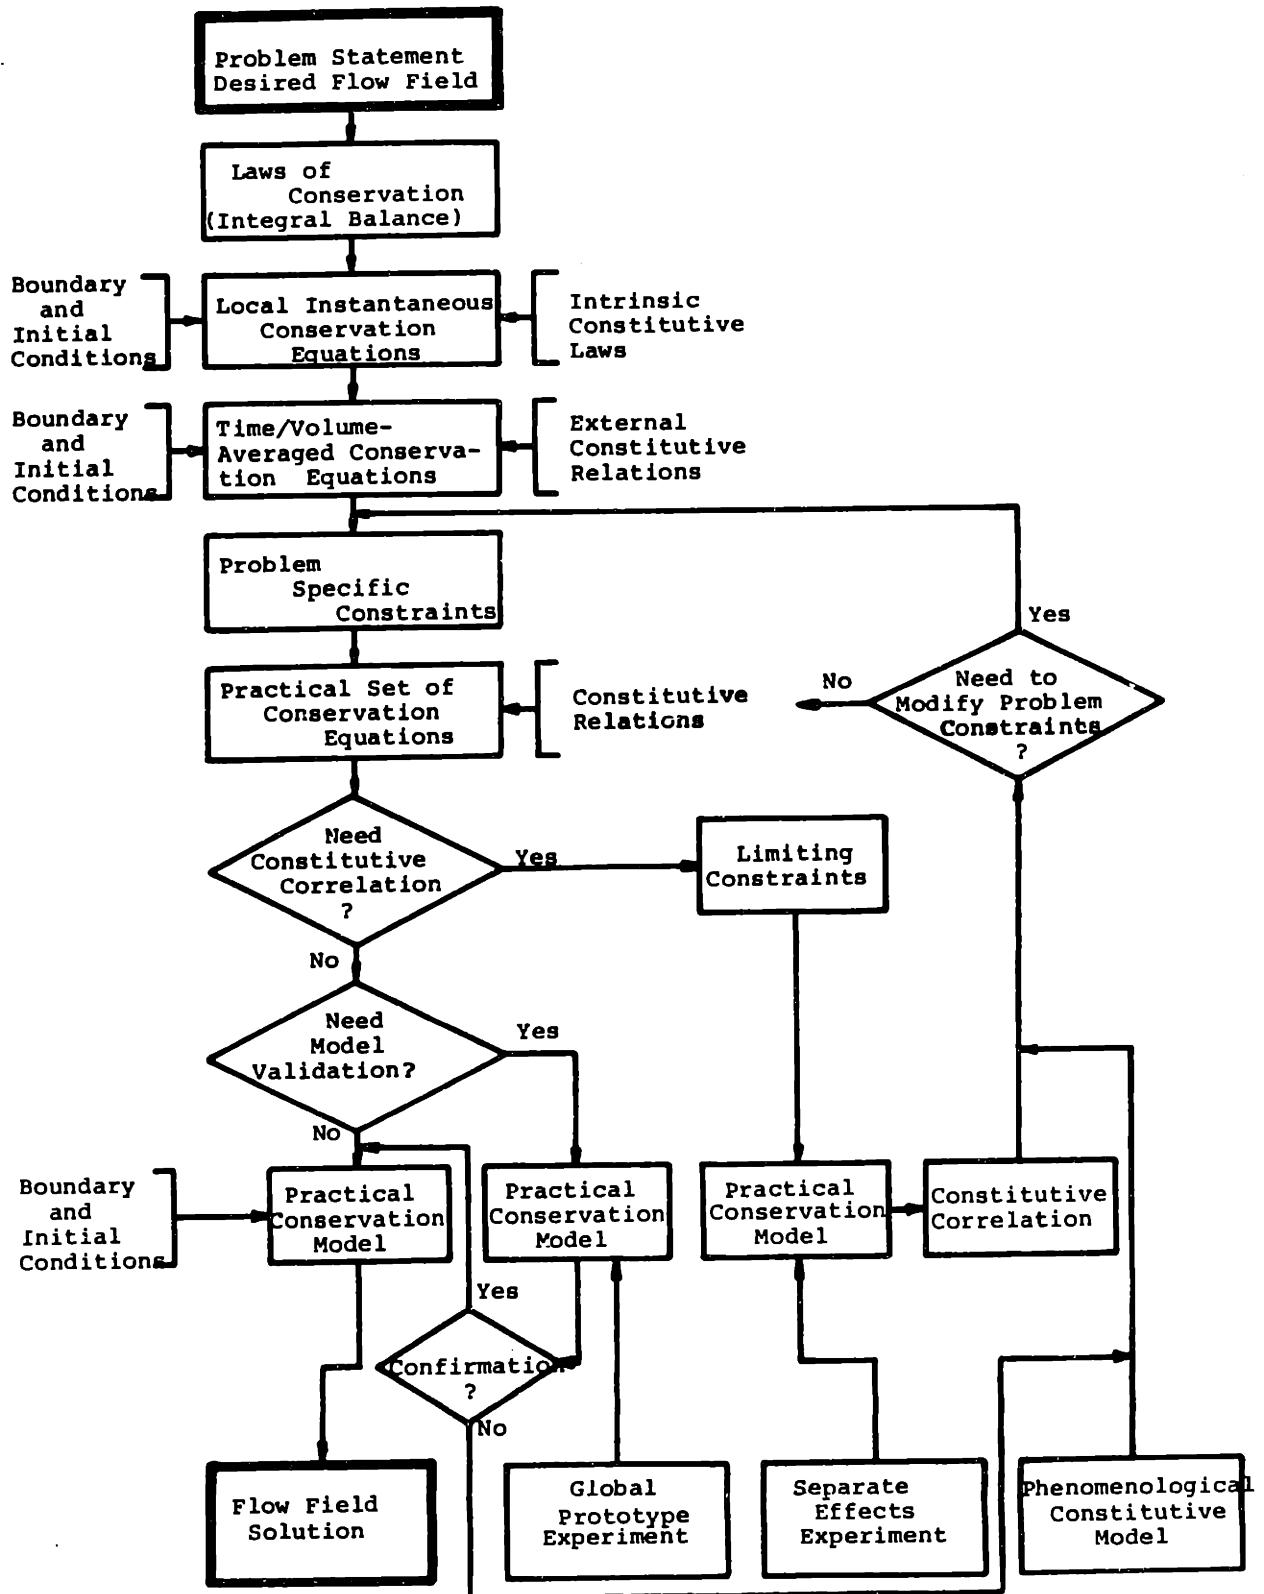 Problem Statement
Desired Flow Field
Laws of
Conservation
(Integral Balance)
Boundary
and
Initial
Conditions
Local Instantaneous
Conservation
Equations
Intrinsic
Constitutive
Laws
Boundary
and
Initial
Conditions
Time/Volume-
Averaged Conserva-
tion Equations
External
Constitutive
Relations
Problem
Specific
Constraints
Yes
Need to
Modify Problem
Constraints
?
No
Practical Set of
Conservation
Equations
Constitutive
Relations
Need
Constitutive
Correlation
?
Yes
Limiting
Constraints
No
Need
Model
Validation?
Yes
No
Boundary
and
Initial
Conditions
Practical
Conservation
Model
Practical
Conservation
Model
Practical
Conservation
Model
Constitutive
Correlation
Yes
Confirmation
?
No
Flow Field
Solution
Global
Prototype
Experiment
Separate
Effects
Experiment
Phenomenological
Constitutive
Model